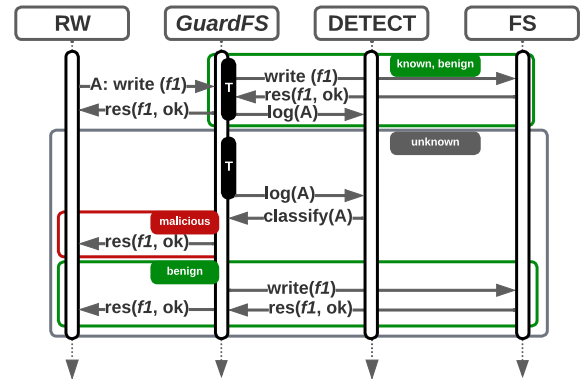 RW GuardFS DETECT FS
known, benign
A: write (f1) T write (f1)
res(f1, ok) res(f1, ok)
log(A)
unknown
T
log(A)
classify(A)
malicious
res(f1, ok)
benign
write(f1)
res(f1, ok) res(f1, ok)